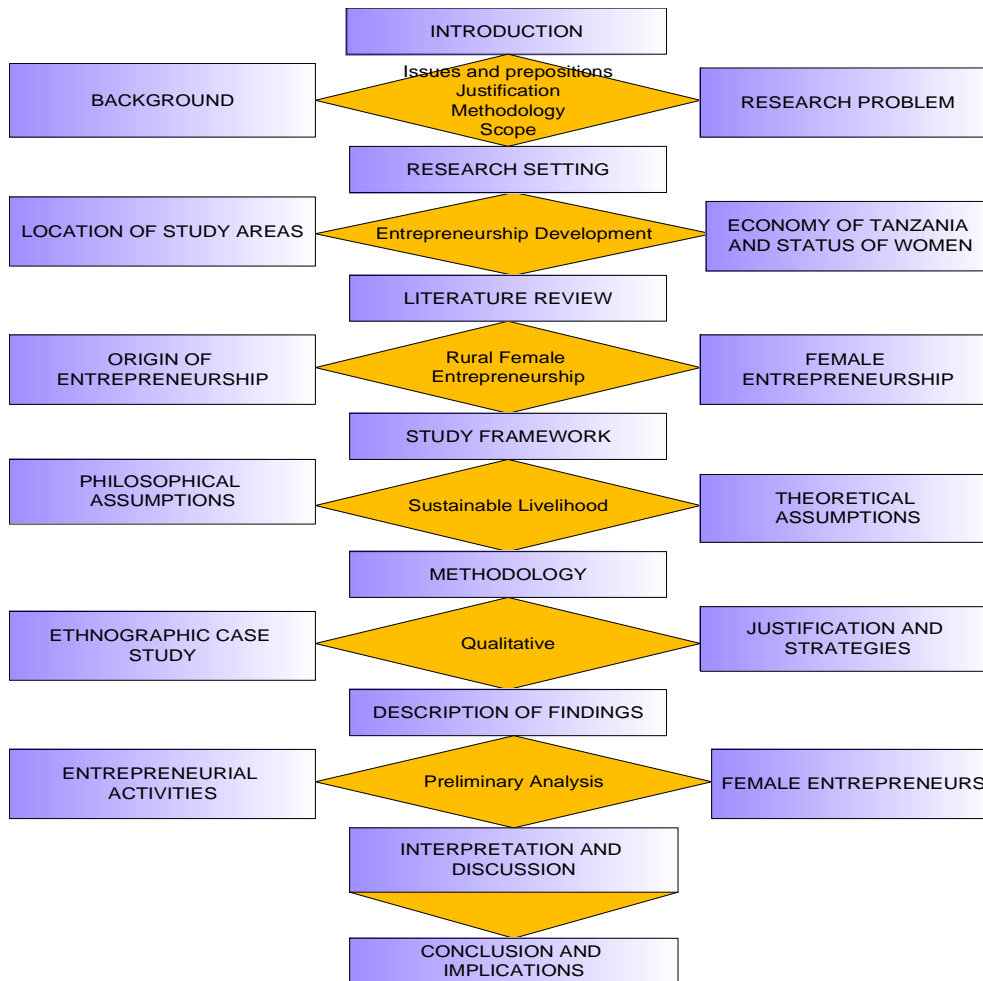 INTRODUCTION
Issues and prepositions
Justification
Methodology
Scope
BACKGROUND
RESEARCH PROBLEM
RESEARCH SETTING
LOCATION OF STUDY AREAS
Entrepreneurship Development
ECONOMY OF TANZANIA
AND STATUS OF WOMEN
LITERATURE REVIEW
ORIGIN OF
ENTREPRENEURSHIP
Rural Female
Entrepreneurship
FEMALE
ENTREPRENEURSHIP
STUDY FRAMEWORK
PHILOSOPHICAL
ASSUMPTIONS
Sustainable Livelihood
THEORETICAL
ASSUMPTIONS
METHODOLOGY
ETHNOGRAPHIC CASE
STUDY
Qualitative
JUSTIFICATION AND
STRATEGIES
DESCRIPTION OF FINDINGS
ENTREPRENEURIAL
ACTIVITIES
Preliminary Analysis
FEMALE ENTREPRENEURS
INTERPRETATION AND
DISCUSSION
CONCLUSION AND
IMPLICATIONS